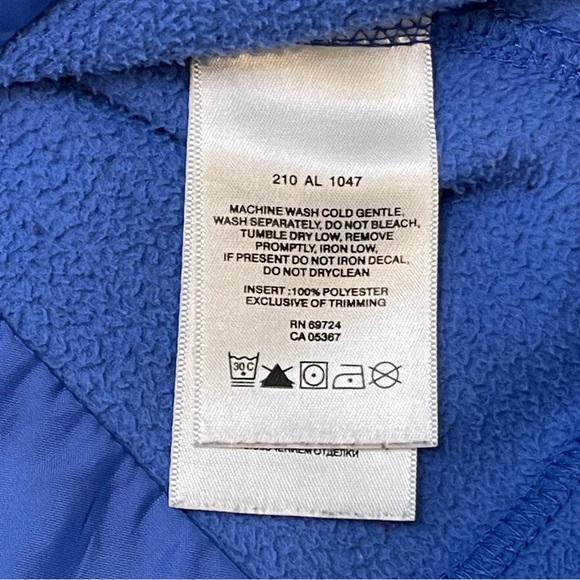 210 AL 1047
MACHINE WASH COLD GENTLE,
WASH SEPARATELY, DO NOT BLEACH,
TUMBLE DRY LOW, REMOVE
PROMPTLY, IRON LOW,
IF PRESENT DO NOT IRON DECAL,
DO NOT DRYCLEAN
INSERT :100% POLYESTER
EXCLUSIVE OF TRIMMING
RN 69724
CA 05367
30 C
ОТДЕЛКИ